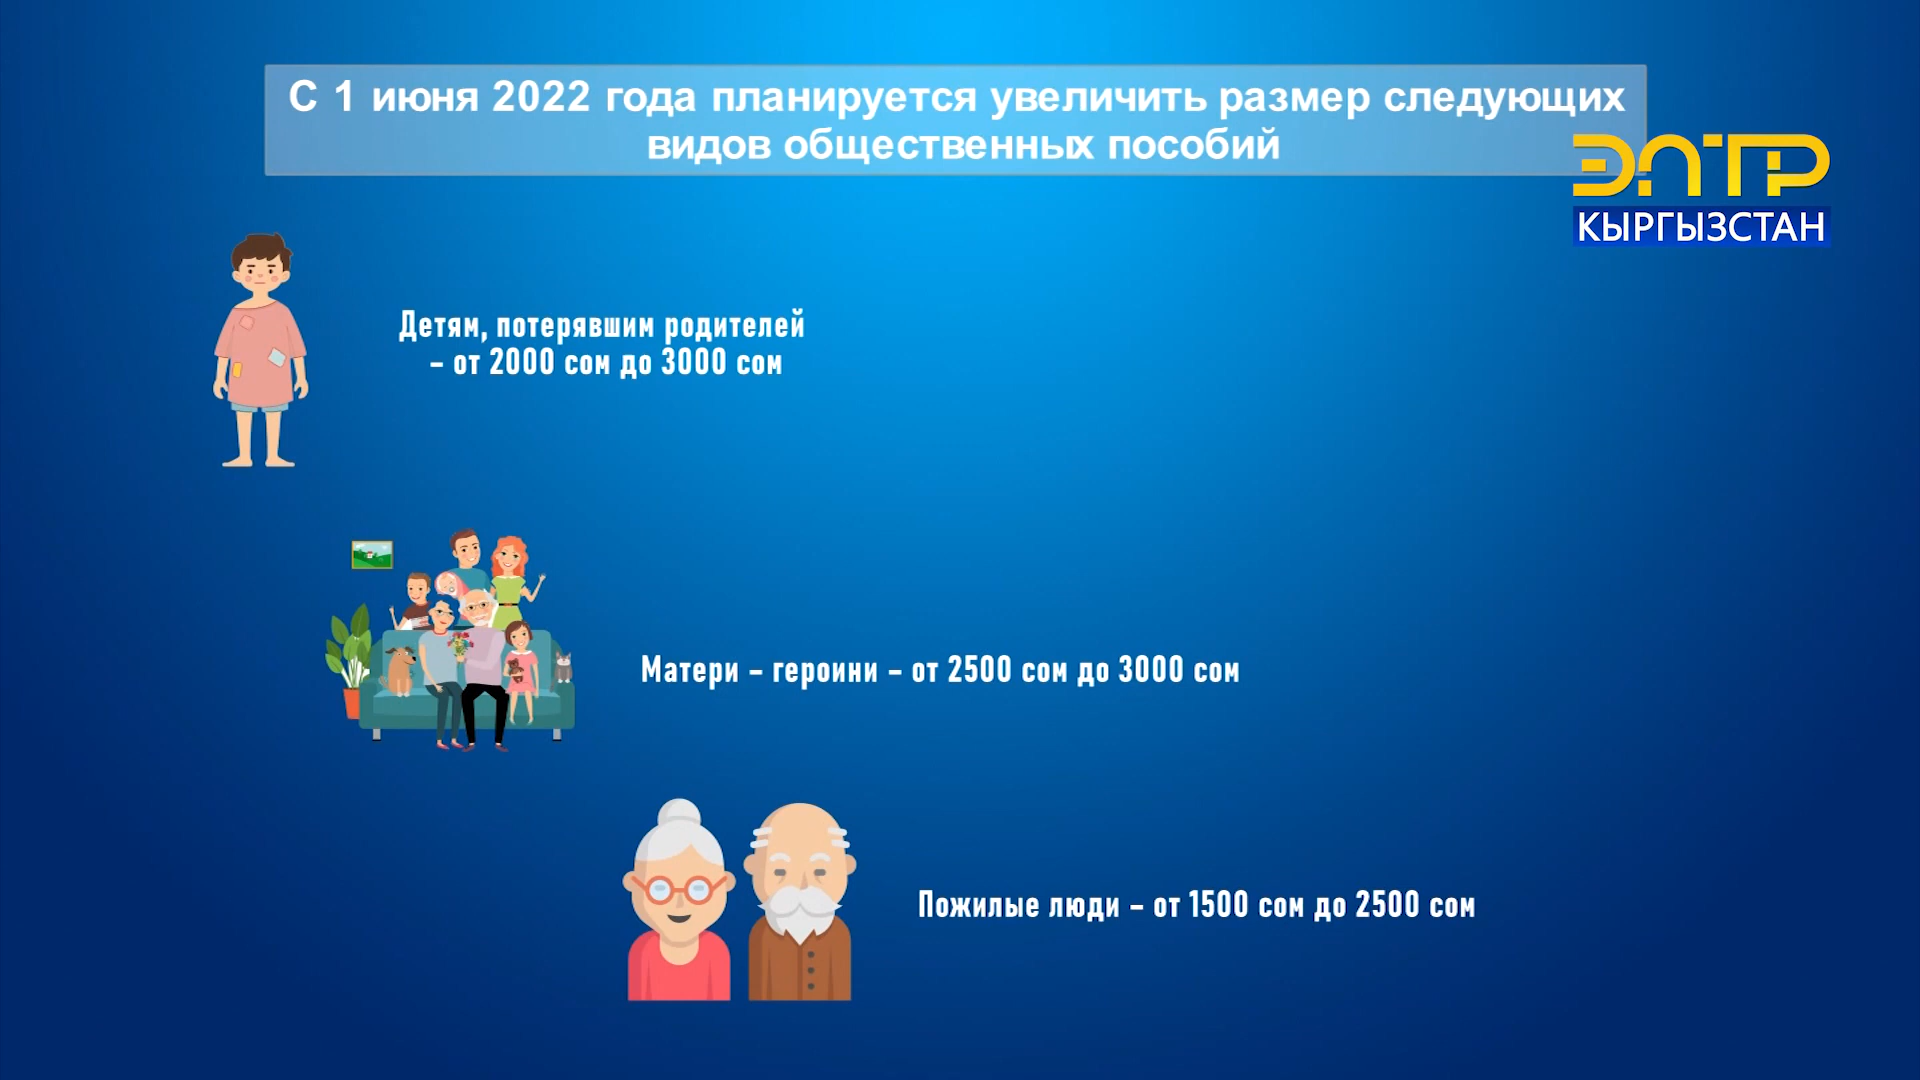 С 1 июня 2022 года планируется увеличить размер следующих
видов общественных пособий
ЭЛТР
КЫРГЫЗСТАН
Детям, потерявшим родителей
– от 2000 сом до 3000 сом
Матери – героини – от 2500 сом до 3000 сом
Пожилые люди – от 1500 сом до 2500 сом